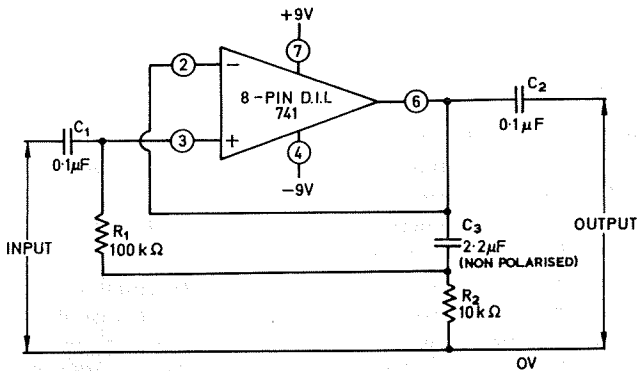 +9V
7
2
−
8-PIN D.I.L
741
6
C2
0·1µF
C1
0·1µF
3
+
4
−9V
R1
100kΩ
C3
2·2µF
(NON POLARISED)
INPUT
OUTPUT
R2
10kΩ
0V